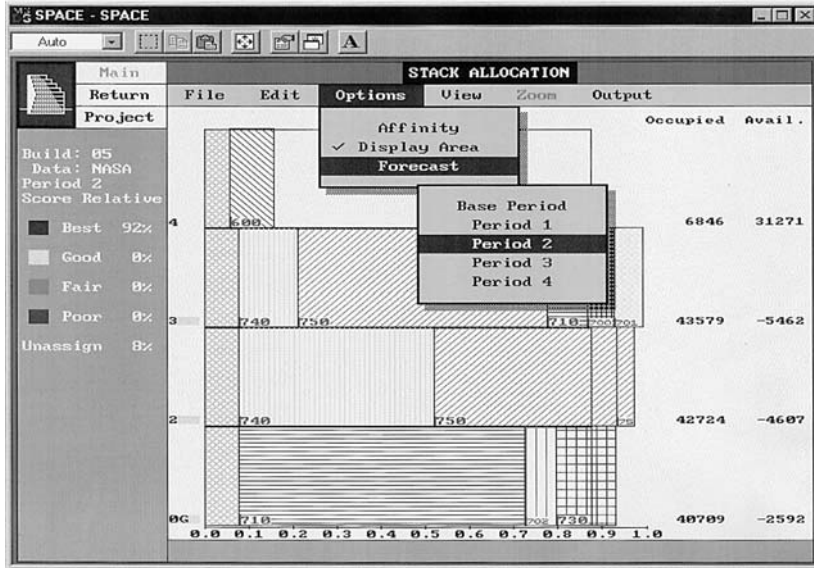 SPACE - SPACE
Auto
A
Main
Return
Project
STACK ALLOCATION
File Edit Options View Zoom Output
Affinity
✓ Display Area
Forecast
Base Period
Period 1
Period 2
Period 3
Period 4
Occupied Avail.
Build: 05
Data: NASA
Period 2
Score Relative
Best 92%
Good 0%
Fair 0%
Poor 0%
Unassign 8%
4 600 6846 31271
3 740 750 710 700 701 43579 -5462
2 740 750 42724 -4607
0G 710 702 730 40709 -2592
0.0 0.1 0.2 0.3 0.4 0.5 0.6 0.7 0.8 0.9 1.0